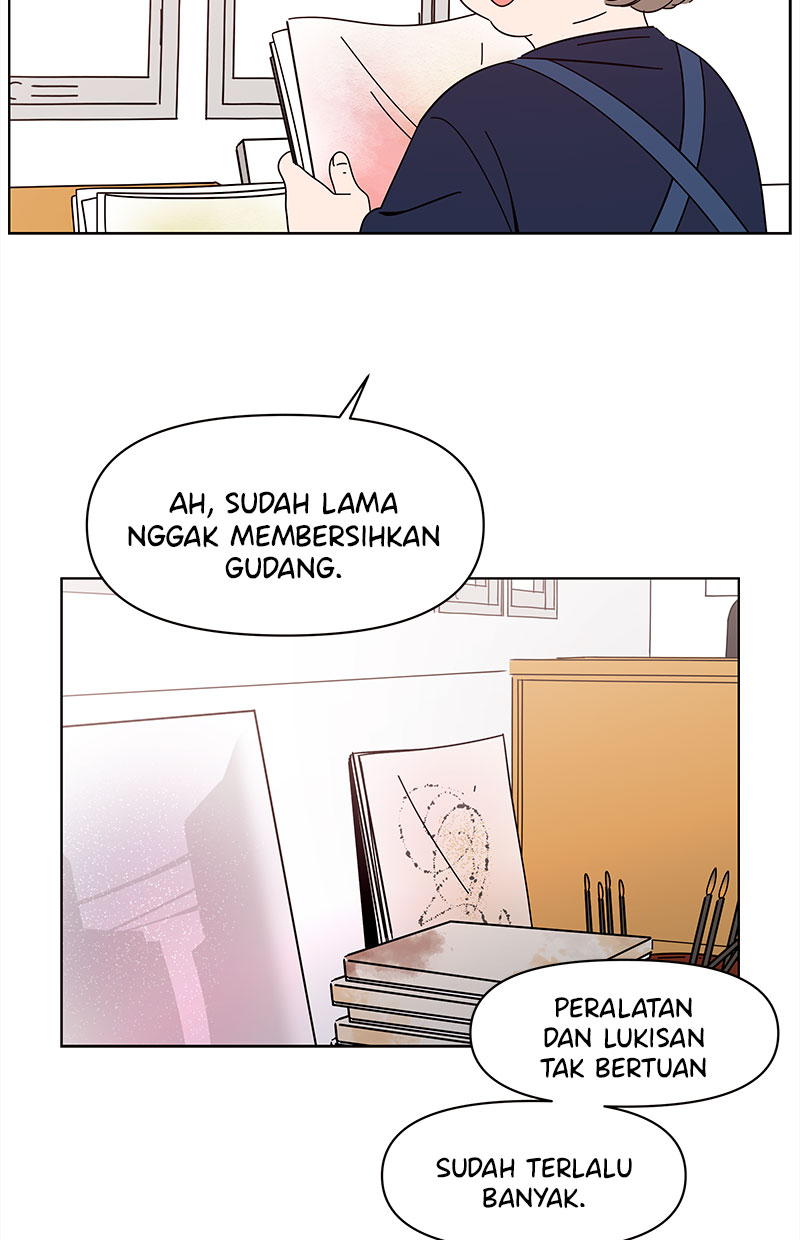 AH, SUDAH LAMA
NGGAK MEMBERSIHKAN
GUDANG.
PERALATAN
DAN LUKISAN
TAK BERTUAN
SUDAH TERLALU
BANYAK.